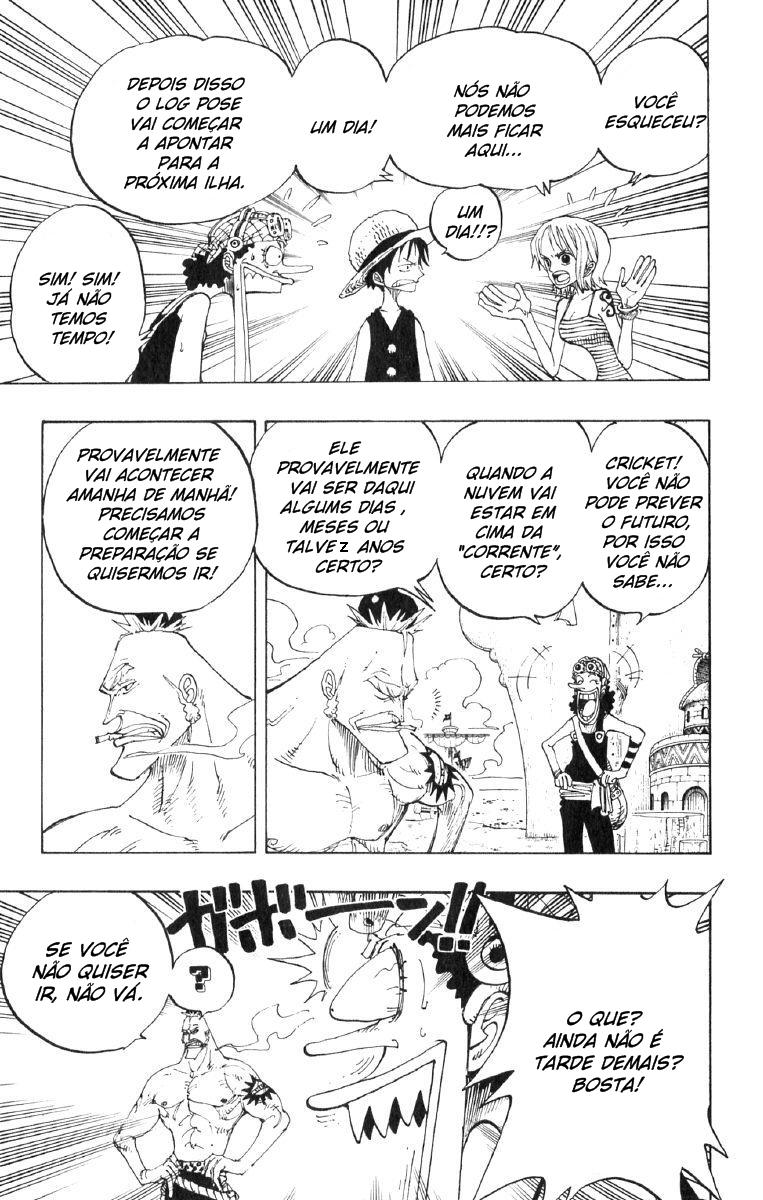 VOCÊ
ESQUECEU?
NÓS NÃO
PODEMOS
MAIS FICAR
AQUI...
UM DIA!
DEPOIS DISSO
O LOG POSE
VAI COMEÇAR
A APONTAR
PARA A
PRÓXIMA ILHA.
UM
DIA!!?
SIM! SIM!
JÁ NÃO
TEMOS
TEMPO!
CRICKET!
VOCÊ NÃO
PODE PREVER
O FUTURO,
POR ISSO
VOCÊ NÃO
SABE...
QUANDO A
NUVEM VAI
ESTAR EM
CIMA DA
"CORRENTE",
CERTO?
ELE
PROVAVELMENTE
VAI SER DAQUI
ALGUMS DIAS ,
MESES OU
TALVEZ ANOS
CERTO?
PROVAVELMENTE
VAI ACONTECER
AMANHA DE MANHÃ!
PRECISAMOS
COMEÇAR A
PREPARAÇÃO SE
QUISERMOS IR!
O QUE?
AINDA NÃO É
TARDE DEMAIS?
BOSTA!
ガボーーン!!
?
SE VOCÊ
NÃO QUISER
IR, NÃO VÁ.